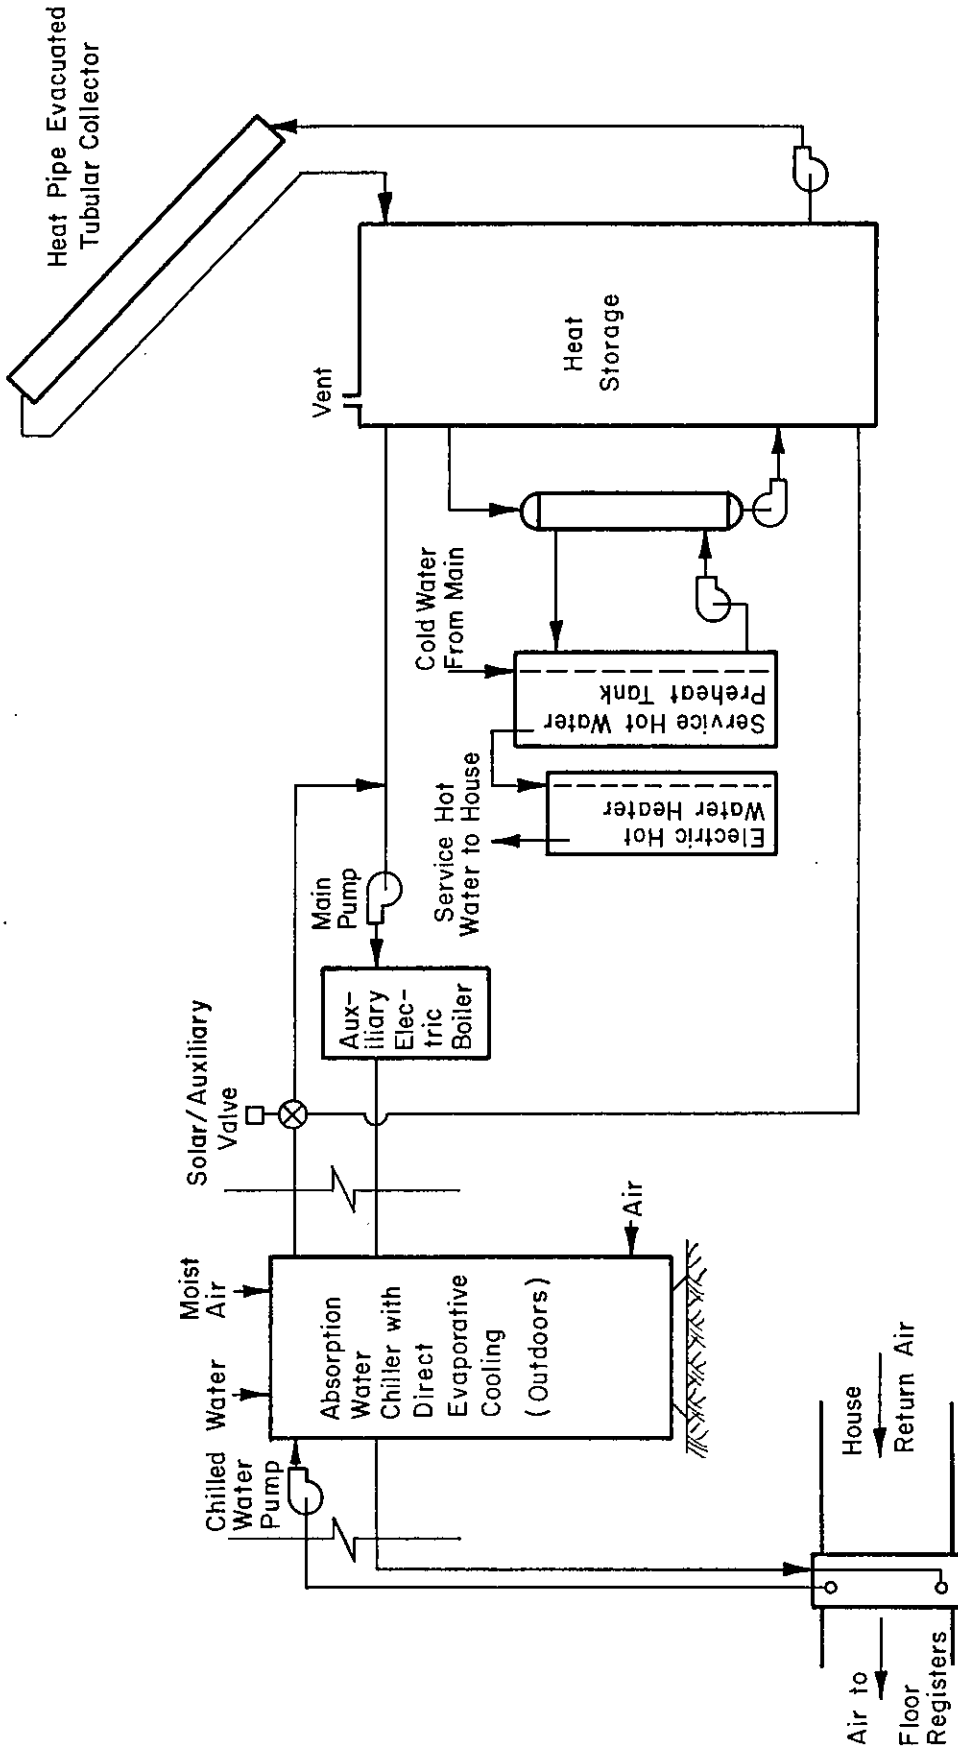 Heat Pipe Evacuated
Tubular Collector
Vent
Heat
Storage
Cold Water
From Main
Service Hot Water
Preheat Tank
Service Hot
Water to House
Electric Hot
Water Heater
Main
Pump
Aux-
iliary
Elec-
tric
Boiler
Solar/Auxiliary
Valve
Moist
Air
Air
Water
Absorption
Water
Chiller with
Direct
Evaporative
Cooling
(Outdoors)
Chilled
Water
Pump
House
Return Air
Air to
Floor
Registers